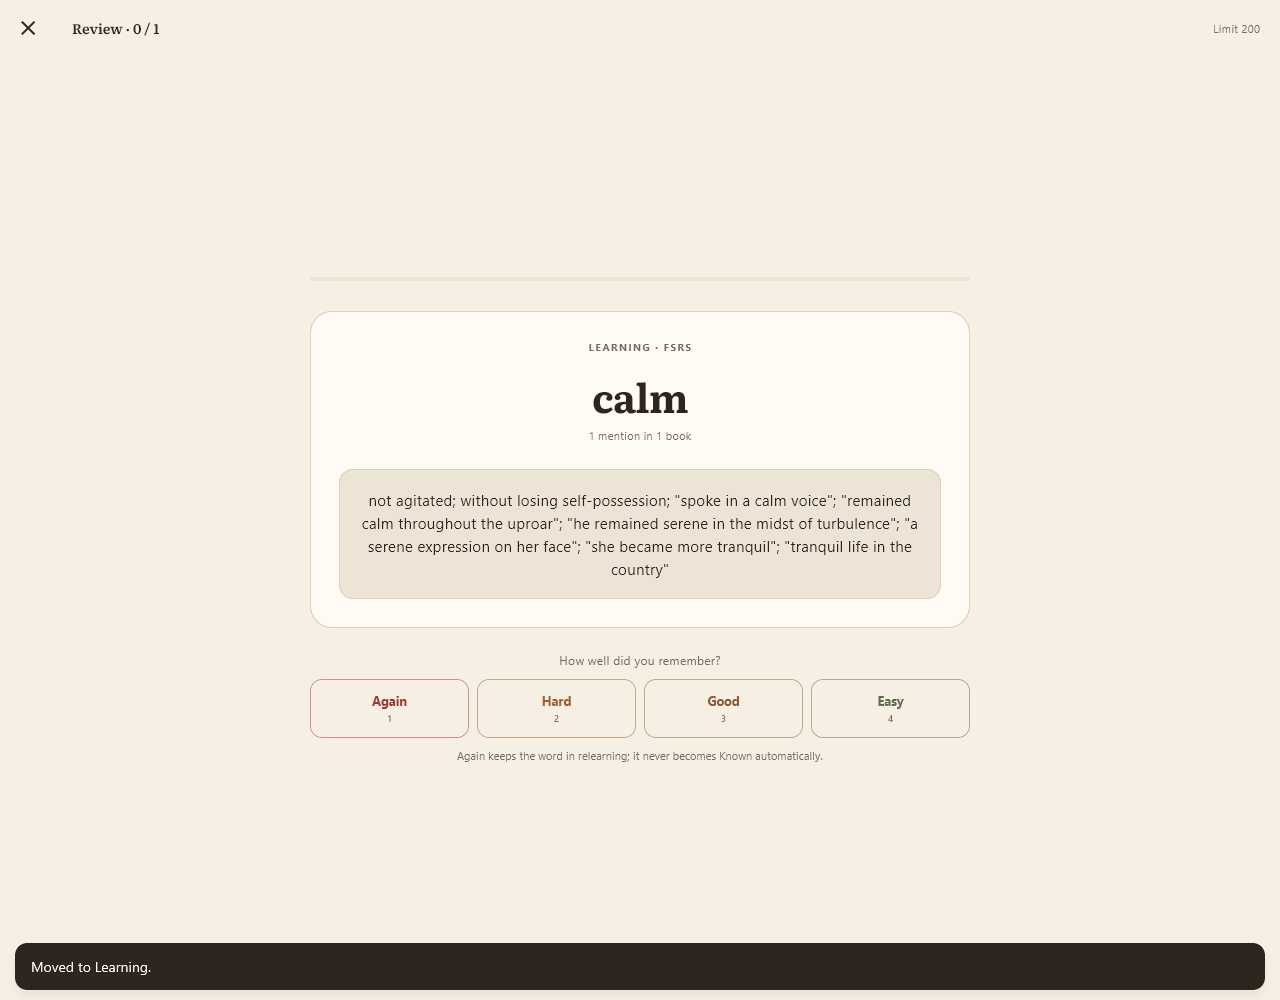 Review · 0 / 1
Limit 200
LEARNING · FSRS
calm
1 mention in 1 book
not agitated; without losing self-possession; "spoke in a calm voice"; "remained
calm throughout the uproar"; "he remained serene in the midst of turbulence"; "a
serene expression on her face"; "she became more tranquil"; "tranquil life in the
country"
How well did you remember?
Again
1
Hard
2
Good
3
Easy
4
Again keeps the word in relearning; it never becomes Known automatically.
Moved to Learning.